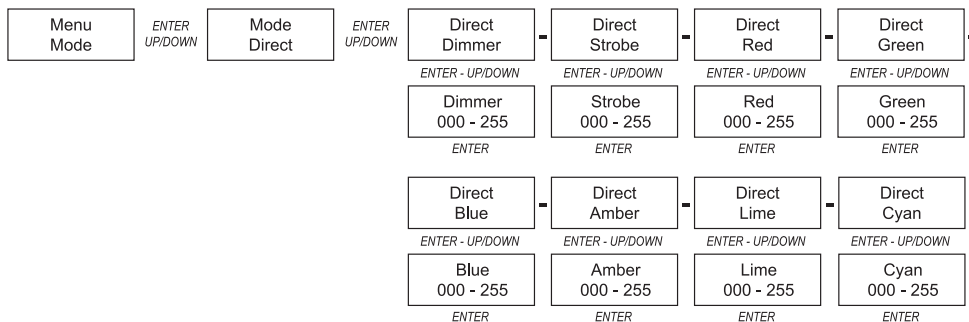 Menu
Mode
ENTER
UP/DOWN
Mode
Direct
ENTER
UP/DOWN
Direct
Dimmer
Direct
Strobe
Direct
Red
Direct
Green
ENTER - UP/DOWN
ENTER - UP/DOWN
ENTER - UP/DOWN
ENTER - UP/DOWN
Dimmer
000 - 255
Strobe
000 - 255
Red
000 - 255
Green
000 - 255
ENTER
ENTER
ENTER
ENTER
Direct
Blue
Direct
Amber
Direct
Lime
Direct
Cyan
ENTER - UP/DOWN
ENTER - UP/DOWN
ENTER - UP/DOWN
ENTER - UP/DOWN
Blue
000 - 255
Amber
000 - 255
Lime
000 - 255
Cyan
000 - 255
ENTER
ENTER
ENTER
ENTER